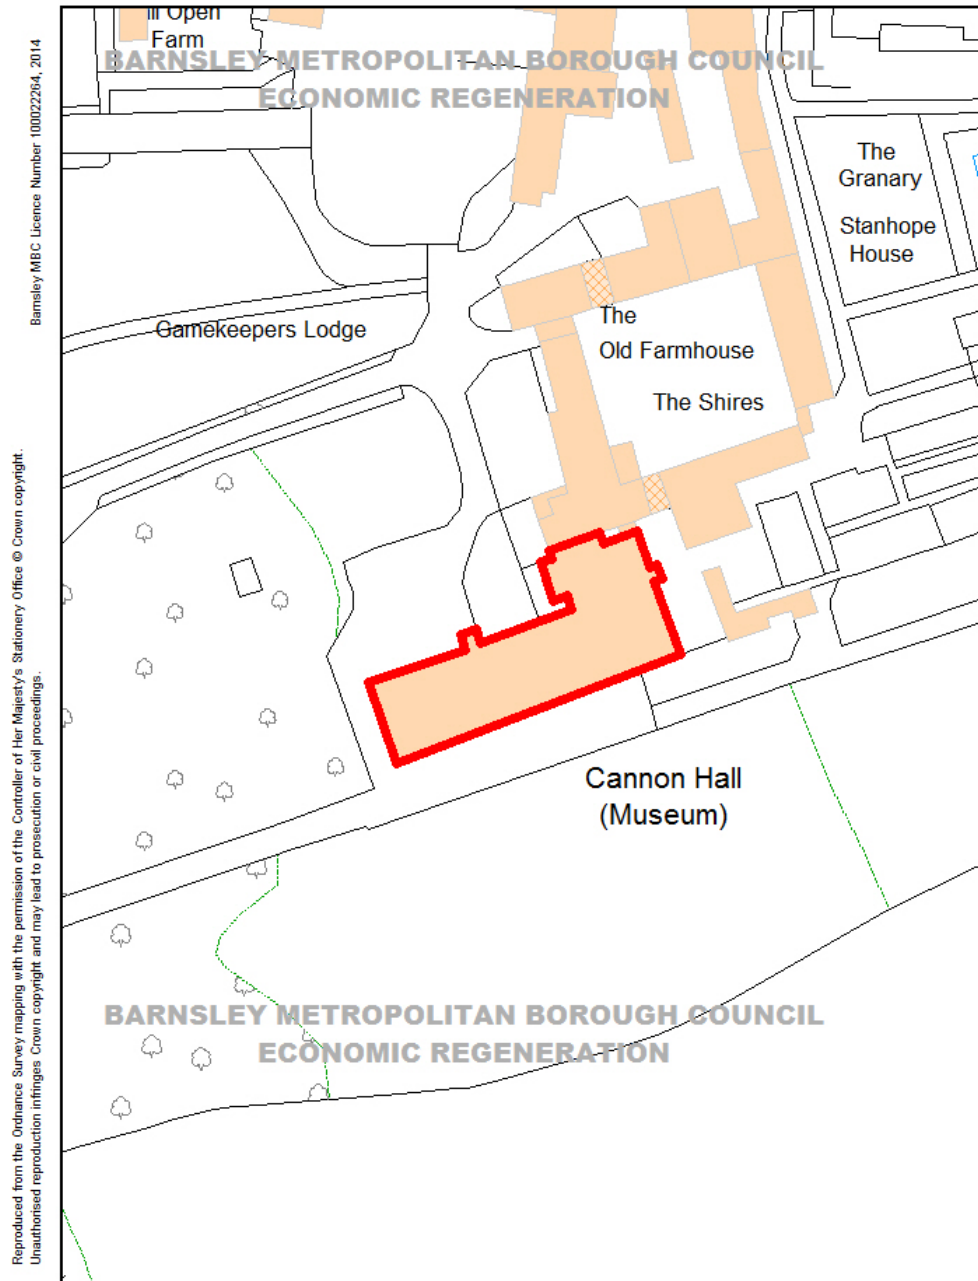 Open
Farm
BARNSLEY METROPOLITAN BOROUGH COUNCIL
ECONOMIC REGENERATION
The
Granary
Stanhope
House
Gamekeepers Lodge
The
Old Farmhouse
The Shires
Cannon Hall
(Museum)
BARNSLEY METROPOLITAN BOROUGH COUNCIL
ECONOMIC REGENERATION
Reproduced from the Ordnance Survey mapping with the permission of the Controller of Her Majesty's Stationery Office © Crown copyright.
Unauthorised reproduction infringes Crown copyright and may lead to prosecution or civil proceedings.
Barnsley MBC Licence Number 100022264, 2014